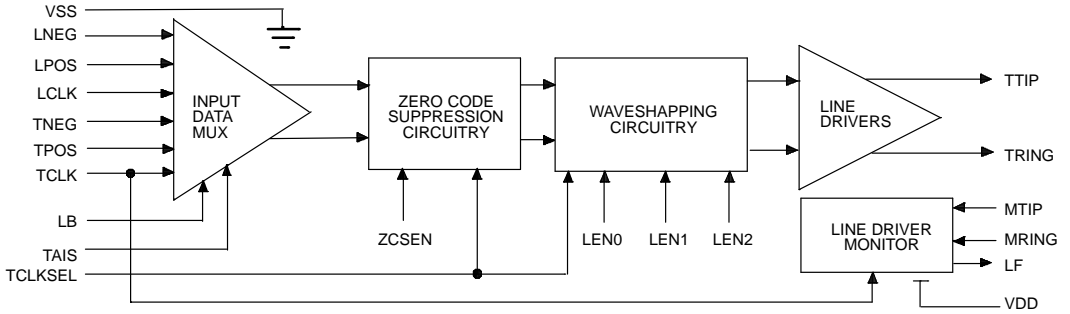 VSS
LNEG
LPOS
LCLK
TNEG
TPOS
TCLK
LB
TAIS
TCLKSEL
INPUT
DATA
MUX
ZERO CODE
SUPPRESSION
CIRCUITRY
ZCSEN
WAVESHAPPING
CIRCUITRY
LEN0
LEN1
LEN2
LINE
DRIVERS
TTIP
TRING
LINE DRIVER
MONITOR
MTIP
MRING
LF
VDD